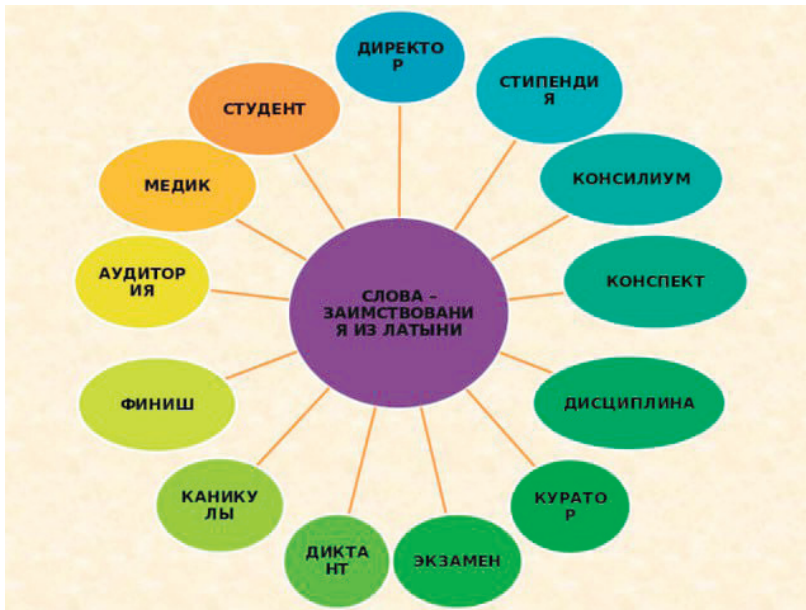 ДИРЕКТО
Р
СТИПЕНДИ
Я
КОНСИЛИУМ
КОНСПЕКТ
ДИСЦИПЛИНА
КУРАТО
Р
ЭКЗАМЕН
ДИКТА
НТ
КАНИКУ
ЛЫ
ФИНИШ
АУДИТОР
ИЯ
МЕДИК
СТУДЕНТ
СЛОВА –
ЗАИМСТВОВАНИ
Я ИЗ ЛАТЫНИ